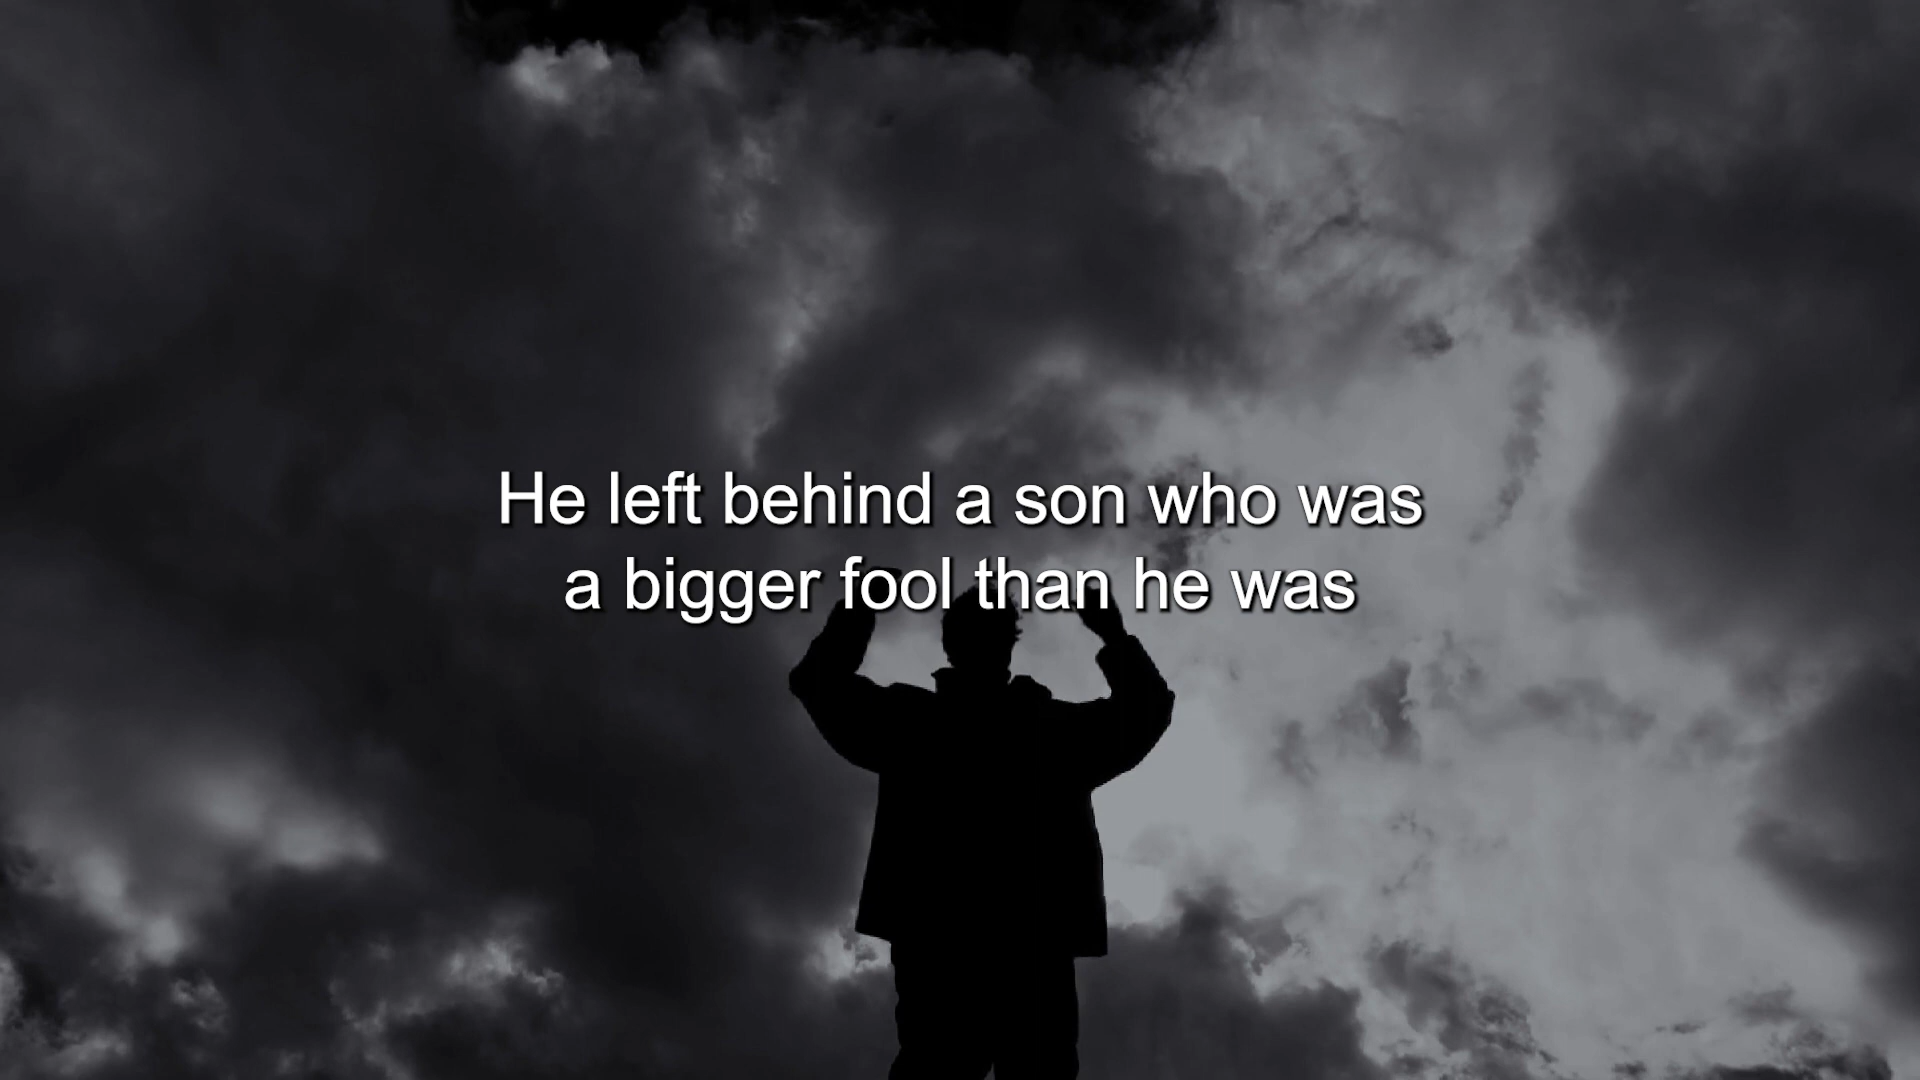 He left behind a son who was
a bigger fool than he was